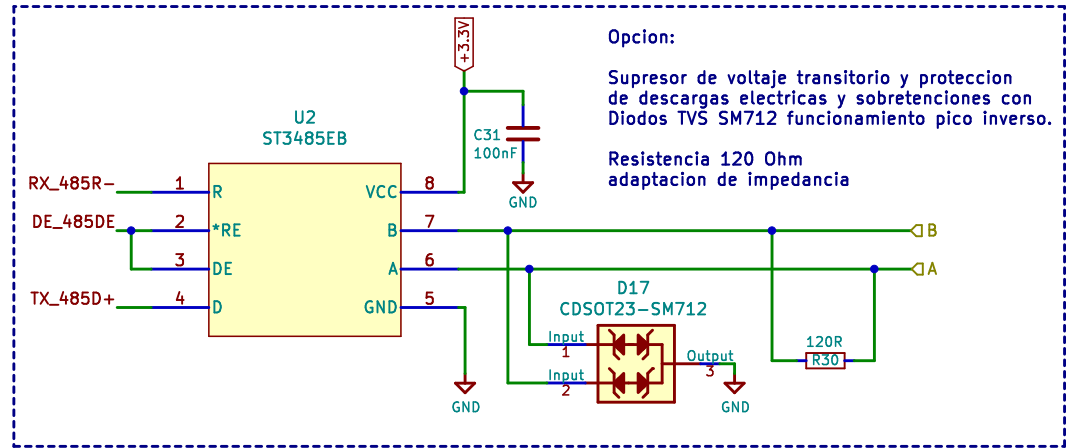 +3.3V
Opcion:
Supresor de voltaje transitorio y proteccion
de descargas electricas y sobretenciones con
Diodos TVS SM712 funcionamiento pico inverso.
Resistencia 120 Ohm
adaptacion de impedancia
U2
ST3485EB
C31
100nF
GND
RX_485R-
1
R
VCC
8
DE_485DE
2
*RE
B
7
B
3
DE
A
6
A
TX_485D+
4
D
GND
5
D17
CDSOT23-SM712
Input
1
Input
2
Output
3
120R
R30
GND
GND